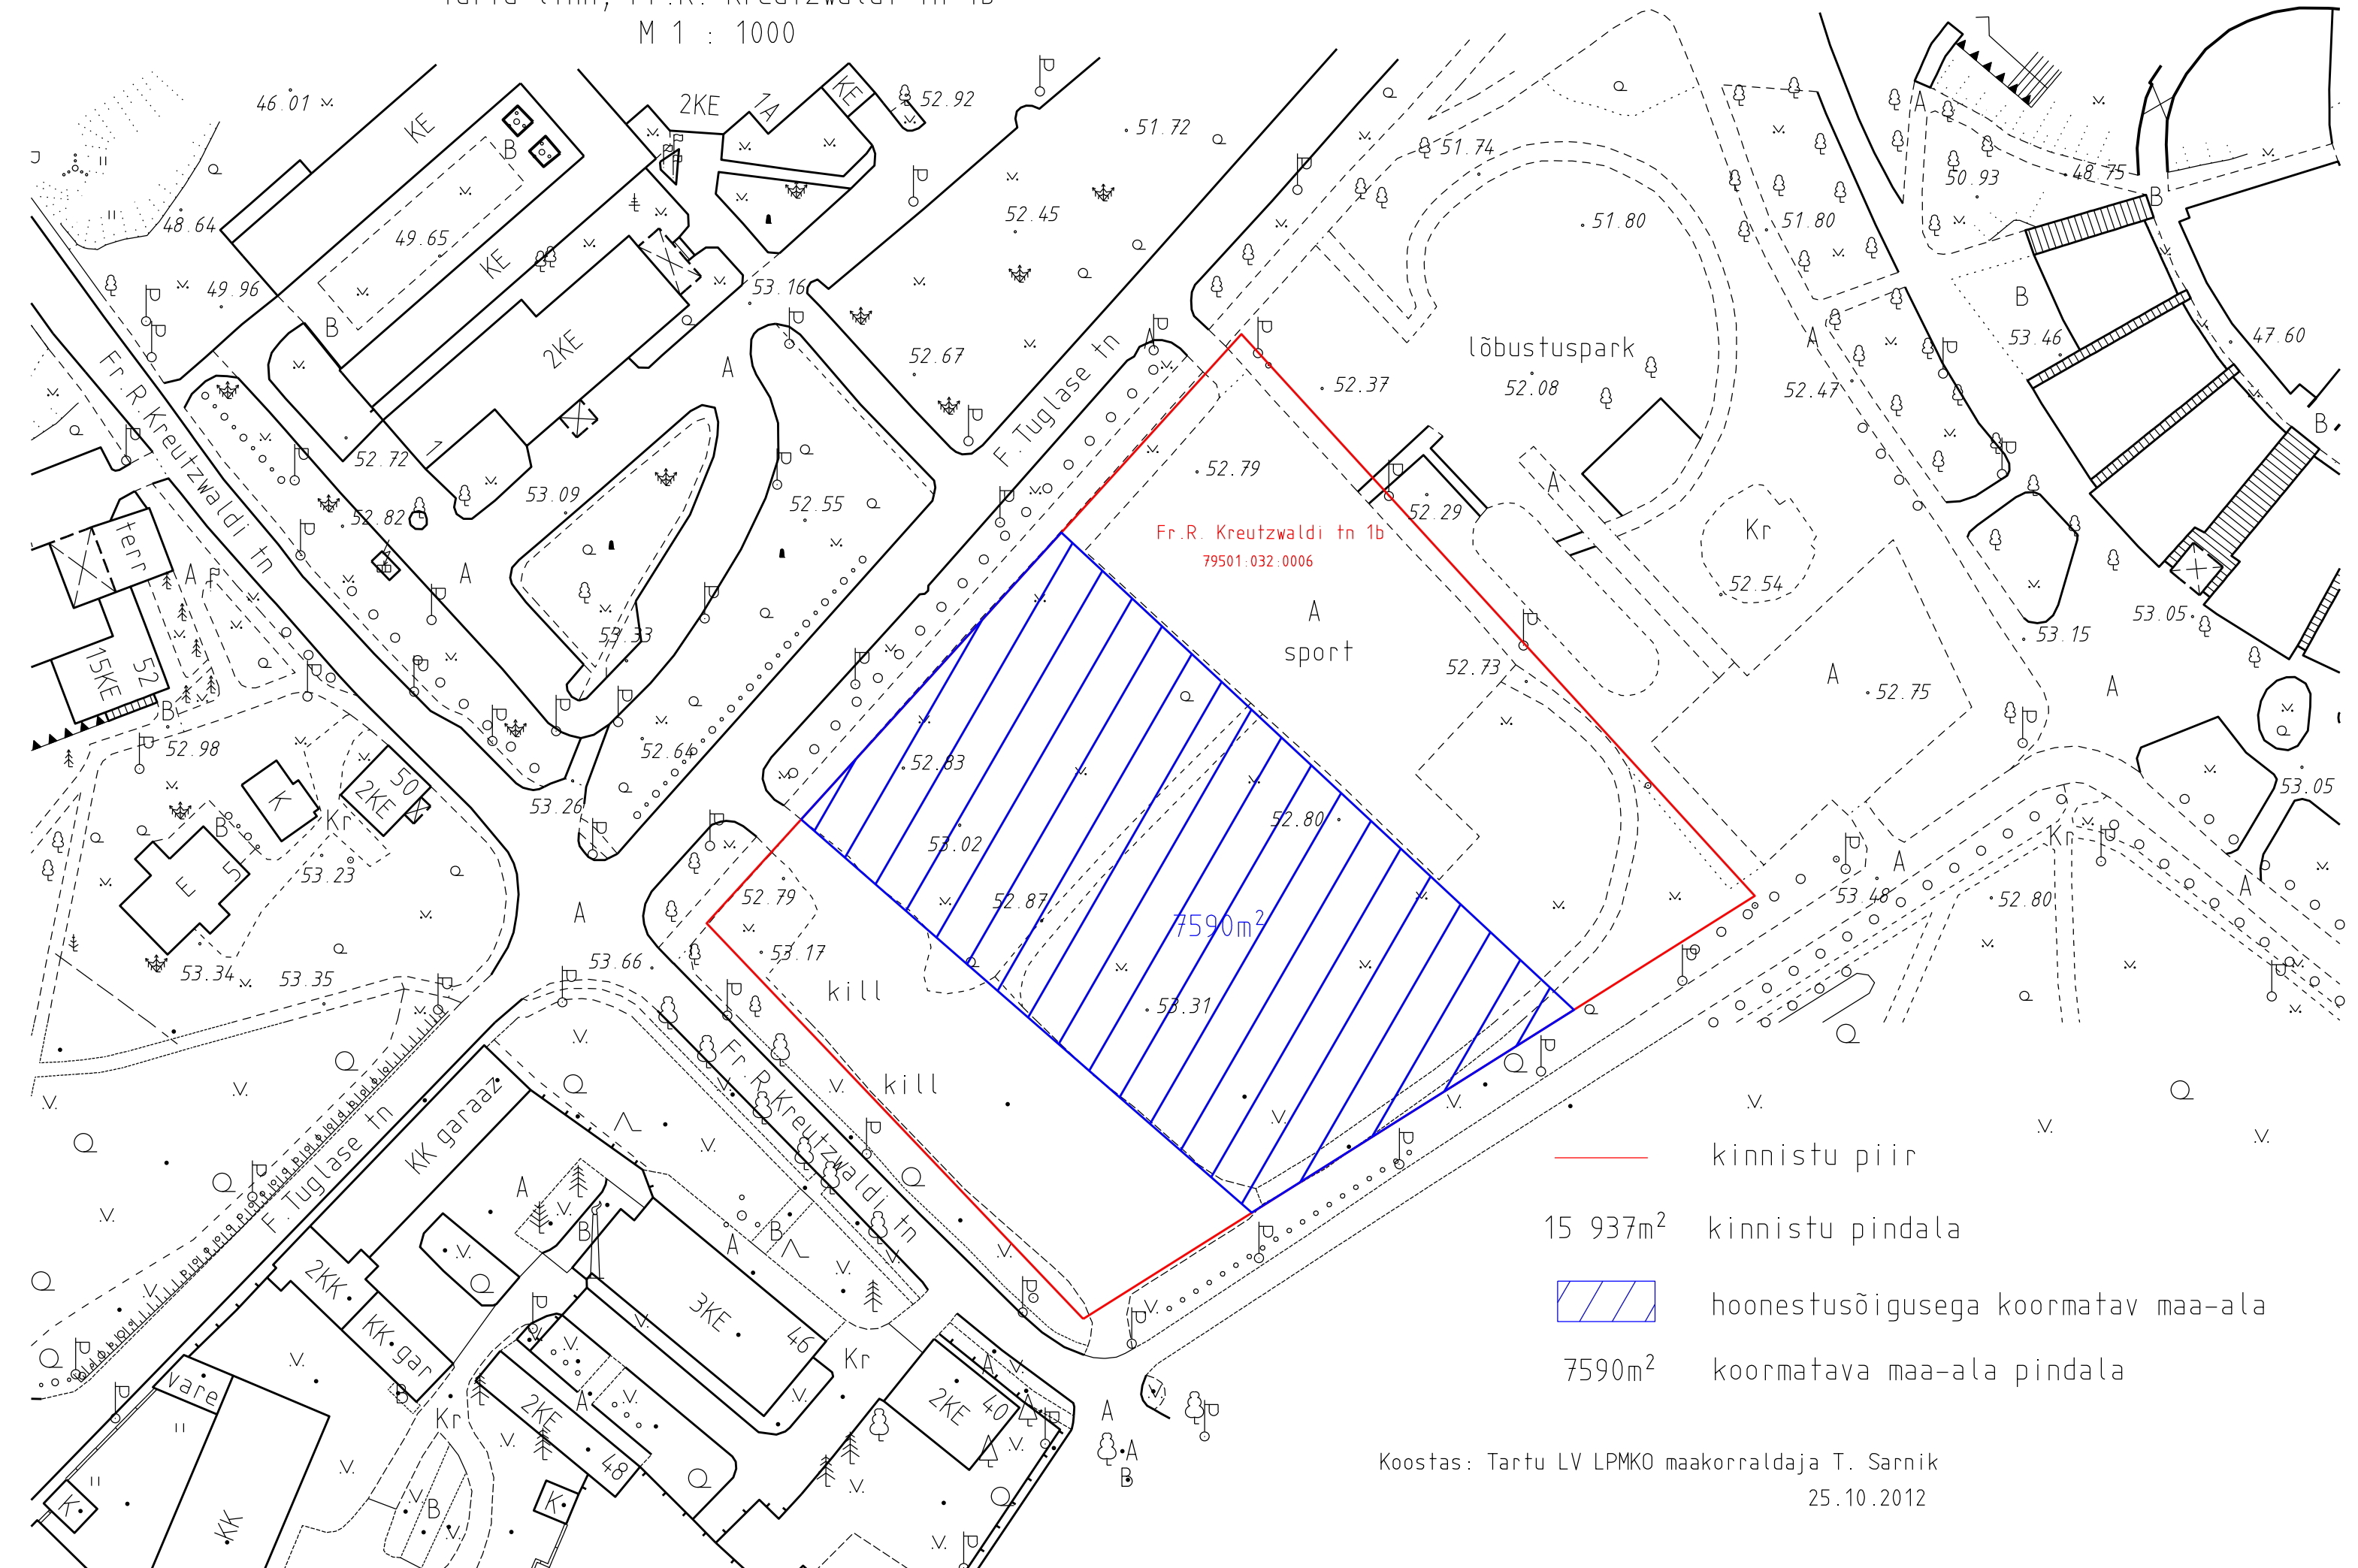 Tartu linn, Fr.R. Kreutzwaldi tn 1b
M 1 : 1000
46.01
KE
B
2KE
1A
KE
52.92
51.72
51.74
A
50.93
48.75
B
48.64
49.65
KE
52.45
51.80
51.80
49.96
B
2KE
53.16
B
53.46
47.60
Fr.R.Kreutzwaldi tn
A
52.67
F.Tuglase tn
A
lõbustuspark
52.37
52.08
A
52.47
B
1
52.72
53.09
52.55
52.79
A
52.29
52.82
Fr.R. Kreutzwaldi tn 1b
79501:032:0006
Kr
terr
A
A
52.54
53.33
A
sport
53.05
53.15
15KE
52
52.73
A
52.75
A
B
52.98
52.64
52.83
53.05
K
50
2KE
53.26
52.80
B
Kr
53.02
Kr
E
51
53.23
A
52.79
52.87
7590m²
A
53.48
52.80
A
53.34
53.35
53.66
53.17
kill
53.31
kill
Fr.R.Kreutzwaldi tn
KK garaaz
F.Tuglase tn
A
B
A
B
kinnistu piir
15 937m² kinnistu pindala
2KK
3KE
46
hoonestusõigusega koormatav maa-ala
KK gar
Kr
7590m² koormatava maa-ala pindala
vare
B
Kr
2KE
A
48
A
2KE
40
A
A
B
K
KK
B
K
Koostas: Tartu LV LPMKO maakorraldaja T. Sarnik
25.10.2012